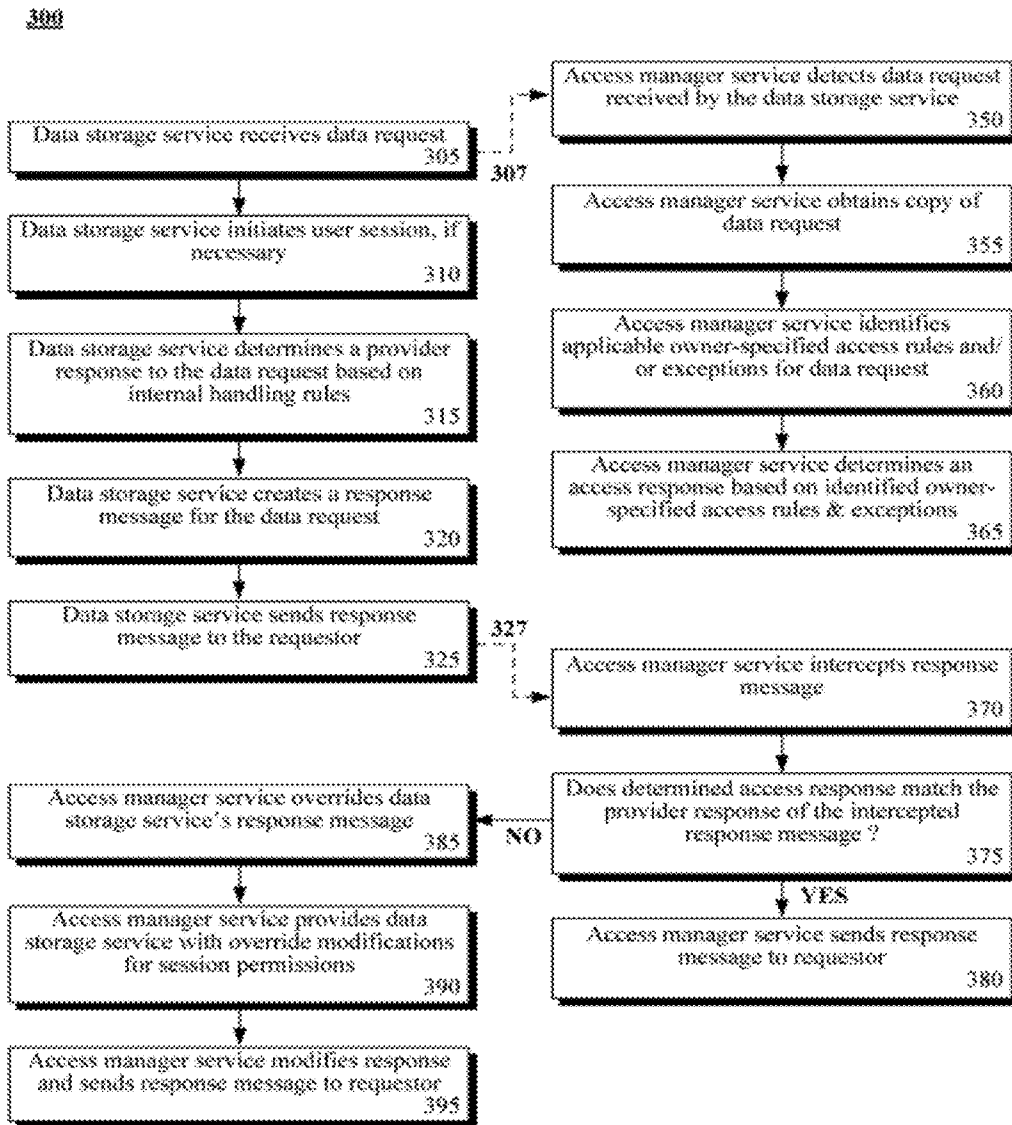 300
Data storage service receives data request
305
307
Data storage service initiates user session, if
necessary
310
Data storage service determines a provider
response to the data request based on
internal handling rules
315
Data storage service creates a response
message for the data request
320
Data storage service sends response
message to the requestor
325
327
Access manager service detects data request
received by the data storage service
350
Access manager service obtains copy of
data request
355
Access manager service identifies
applicable owner-specified access rules and/
or exceptions for data request
360
Access manager service determines an
access response based on identified owner-
specified access rules & exceptions
365
Access manager service intercepts response
message
370
Does determined access response match the
provider response of the intercepted
response message ?
375
YES
Access manager service sends response
message to requestor
380
NO
Access manager service overrides data
storage service's response message
385
Access manager service provides data
storage service with override modifications
for session permissions
390
Access manager service modifies response
and sends response message to requestor
395